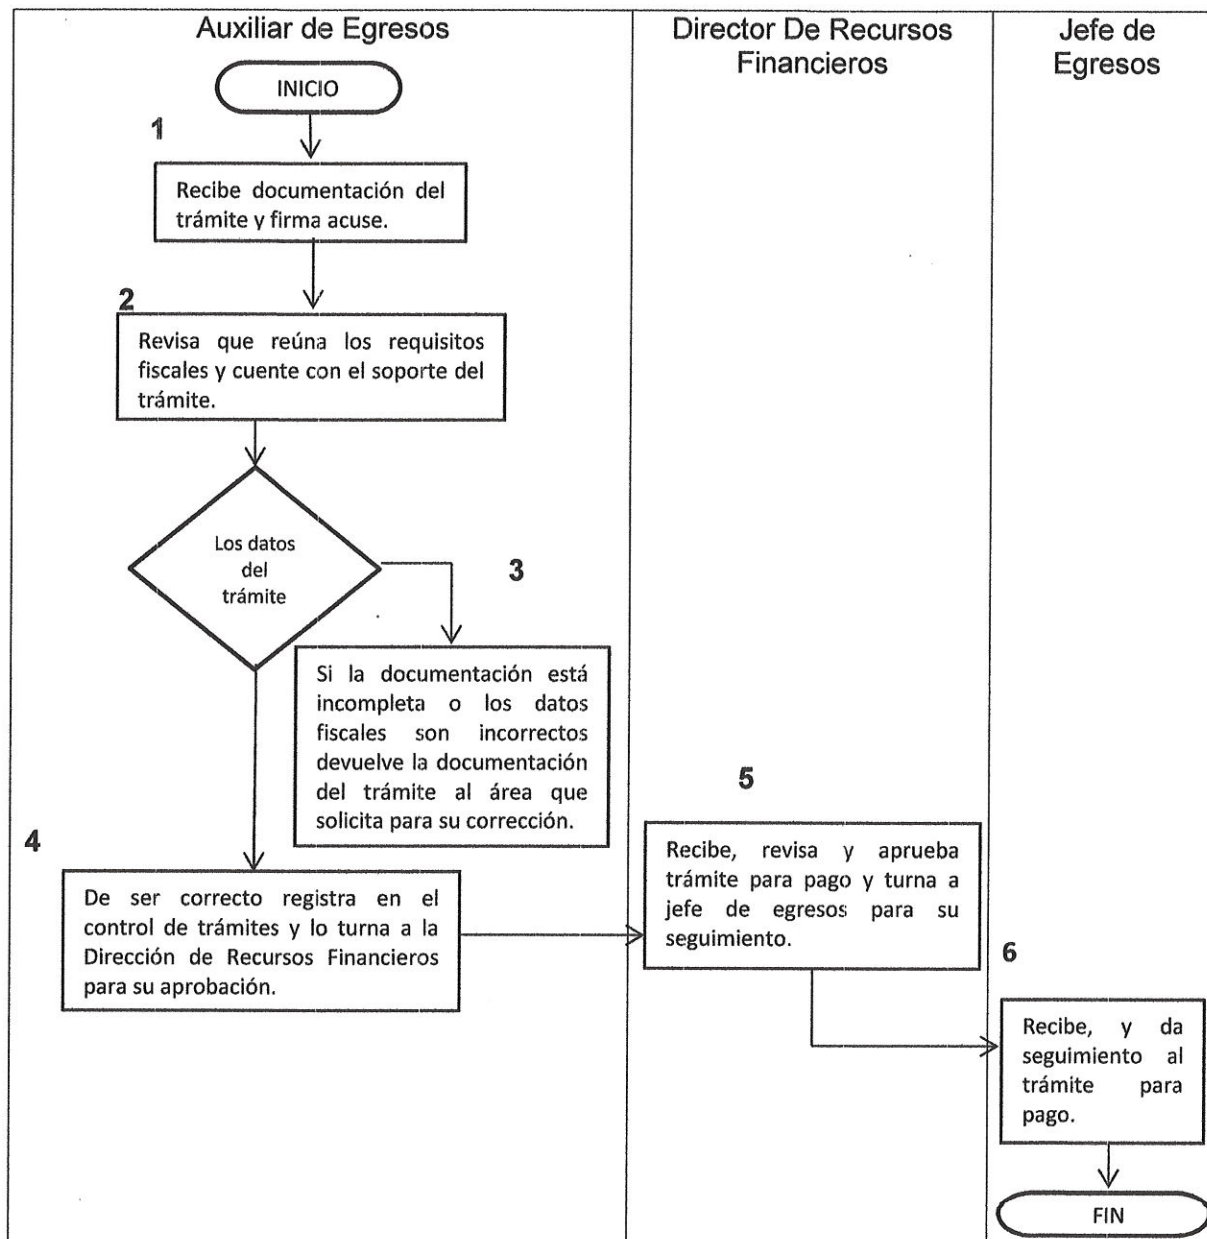 Auxiliar de Egresos
Director De Recursos
Financieros
Jefe de
Egresos
INICIO
1
Recibe documentación del
trámite y firma acuse.
2
Revisa que reúna los requisitos
fiscales y cuente con el soporte del
trámite.
Los datos
del
trámite
3
Si la documentación está
incompleta o los datos
fiscales son incorrectos
devuelve la documentación
del trámite al área que
solicita para su corrección.
4
De ser correcto registra en el
control de trámites y lo turna a la
Dirección de Recursos Financieros
para su aprobación.
5
Recibe, revisa y aprueba
trámite para pago y turna a
jefe de egresos para su
seguimiento.
6
Recibe, y da
seguimiento al
trámite para
pago.
FIN